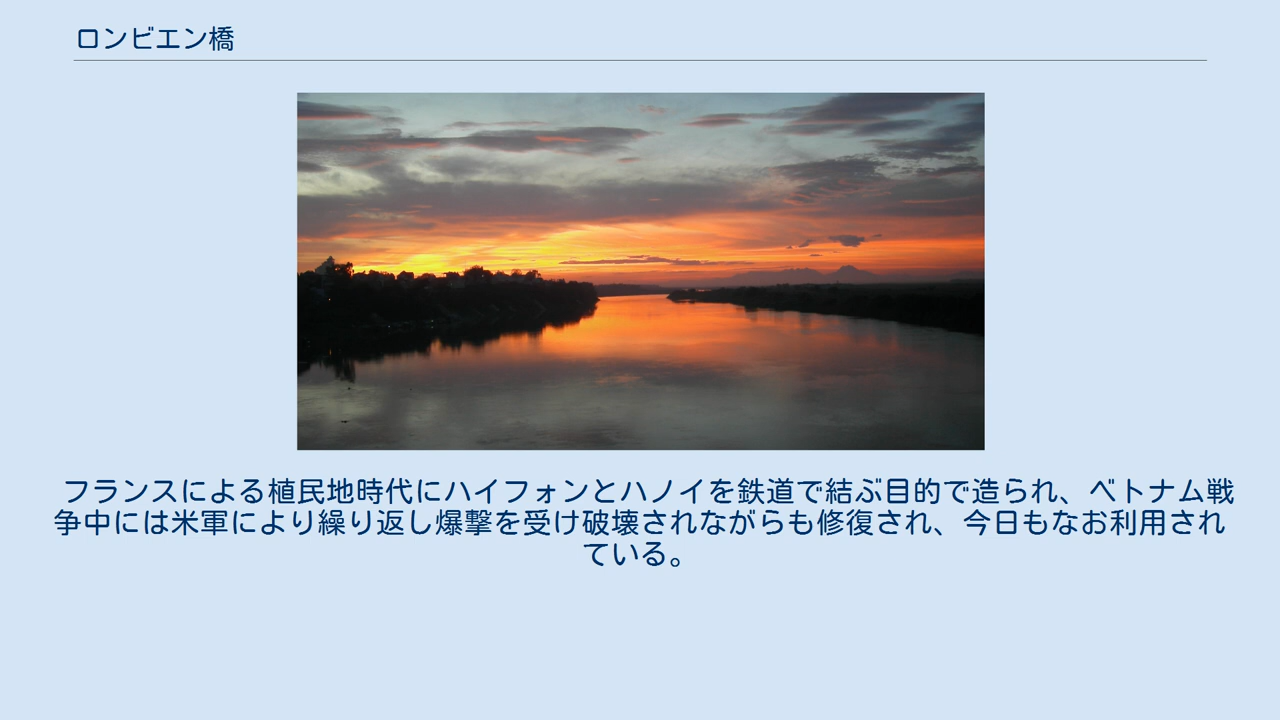 ロンビエン橋
フランスによる植民地時代にハイフォンとハノイを鉄道で結ぶ目的で造られ、ベトナム戦
争中には米軍により繰り返し爆撃を受け破壊されながらも修復され、今日もなお利用され
ている。